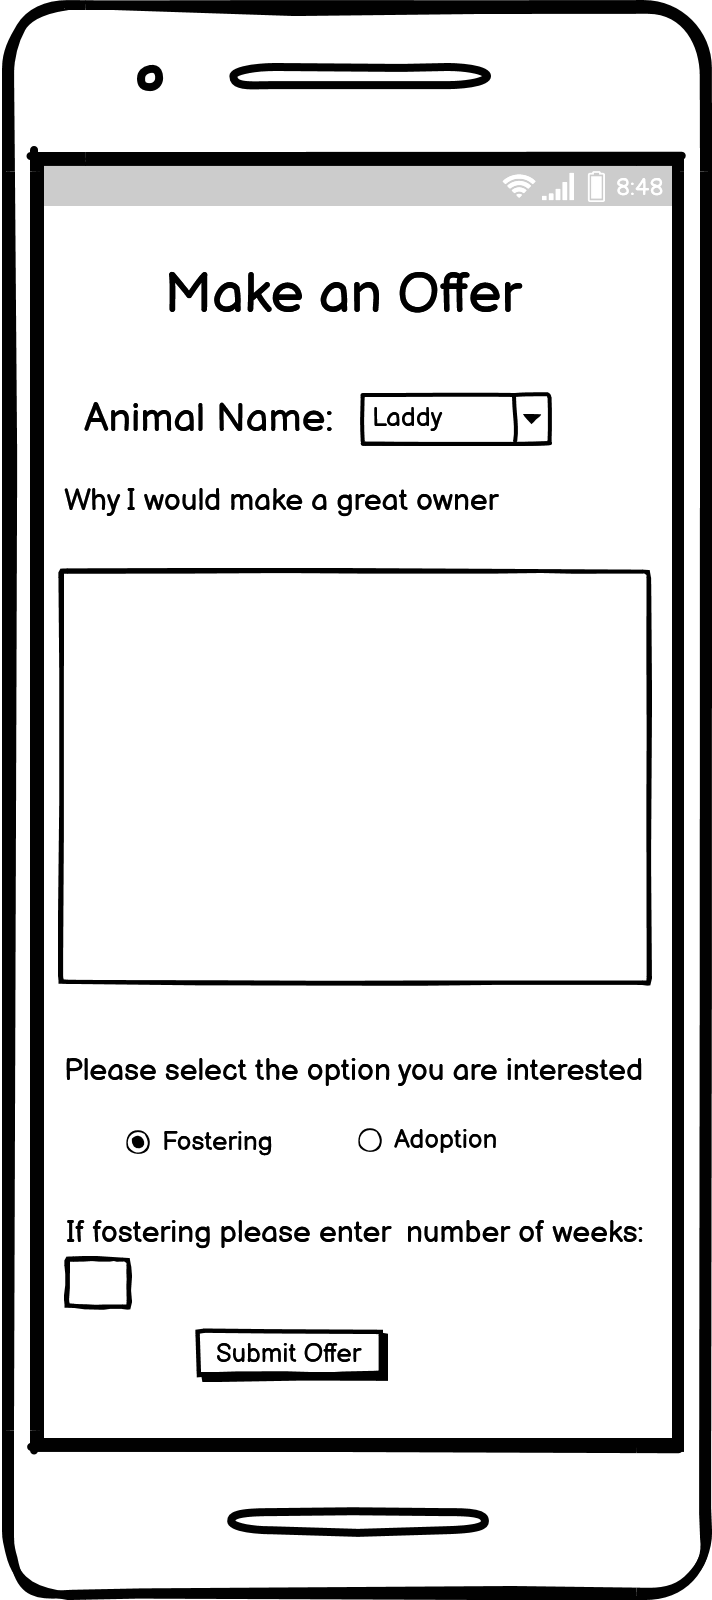 8:48
Make an Offer
Animal Name: Laddy
Why I would make a great owner
Please select the option you are interested
Fostering Adoption
If fostering please enter number of weeks:
Submit Offer